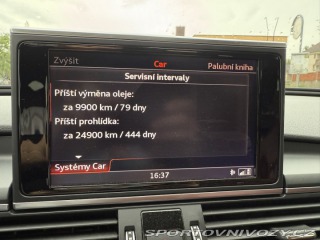 Zvýšit
Car
Palubní kniha
Servisní intervaly
Příští výměna oleje:
za 9900 km / 79 dny
Příští prohlídka:
za 24900 km / 444 dny
Systémy Car
16:37
SPORTOVNIVOZY.CZ